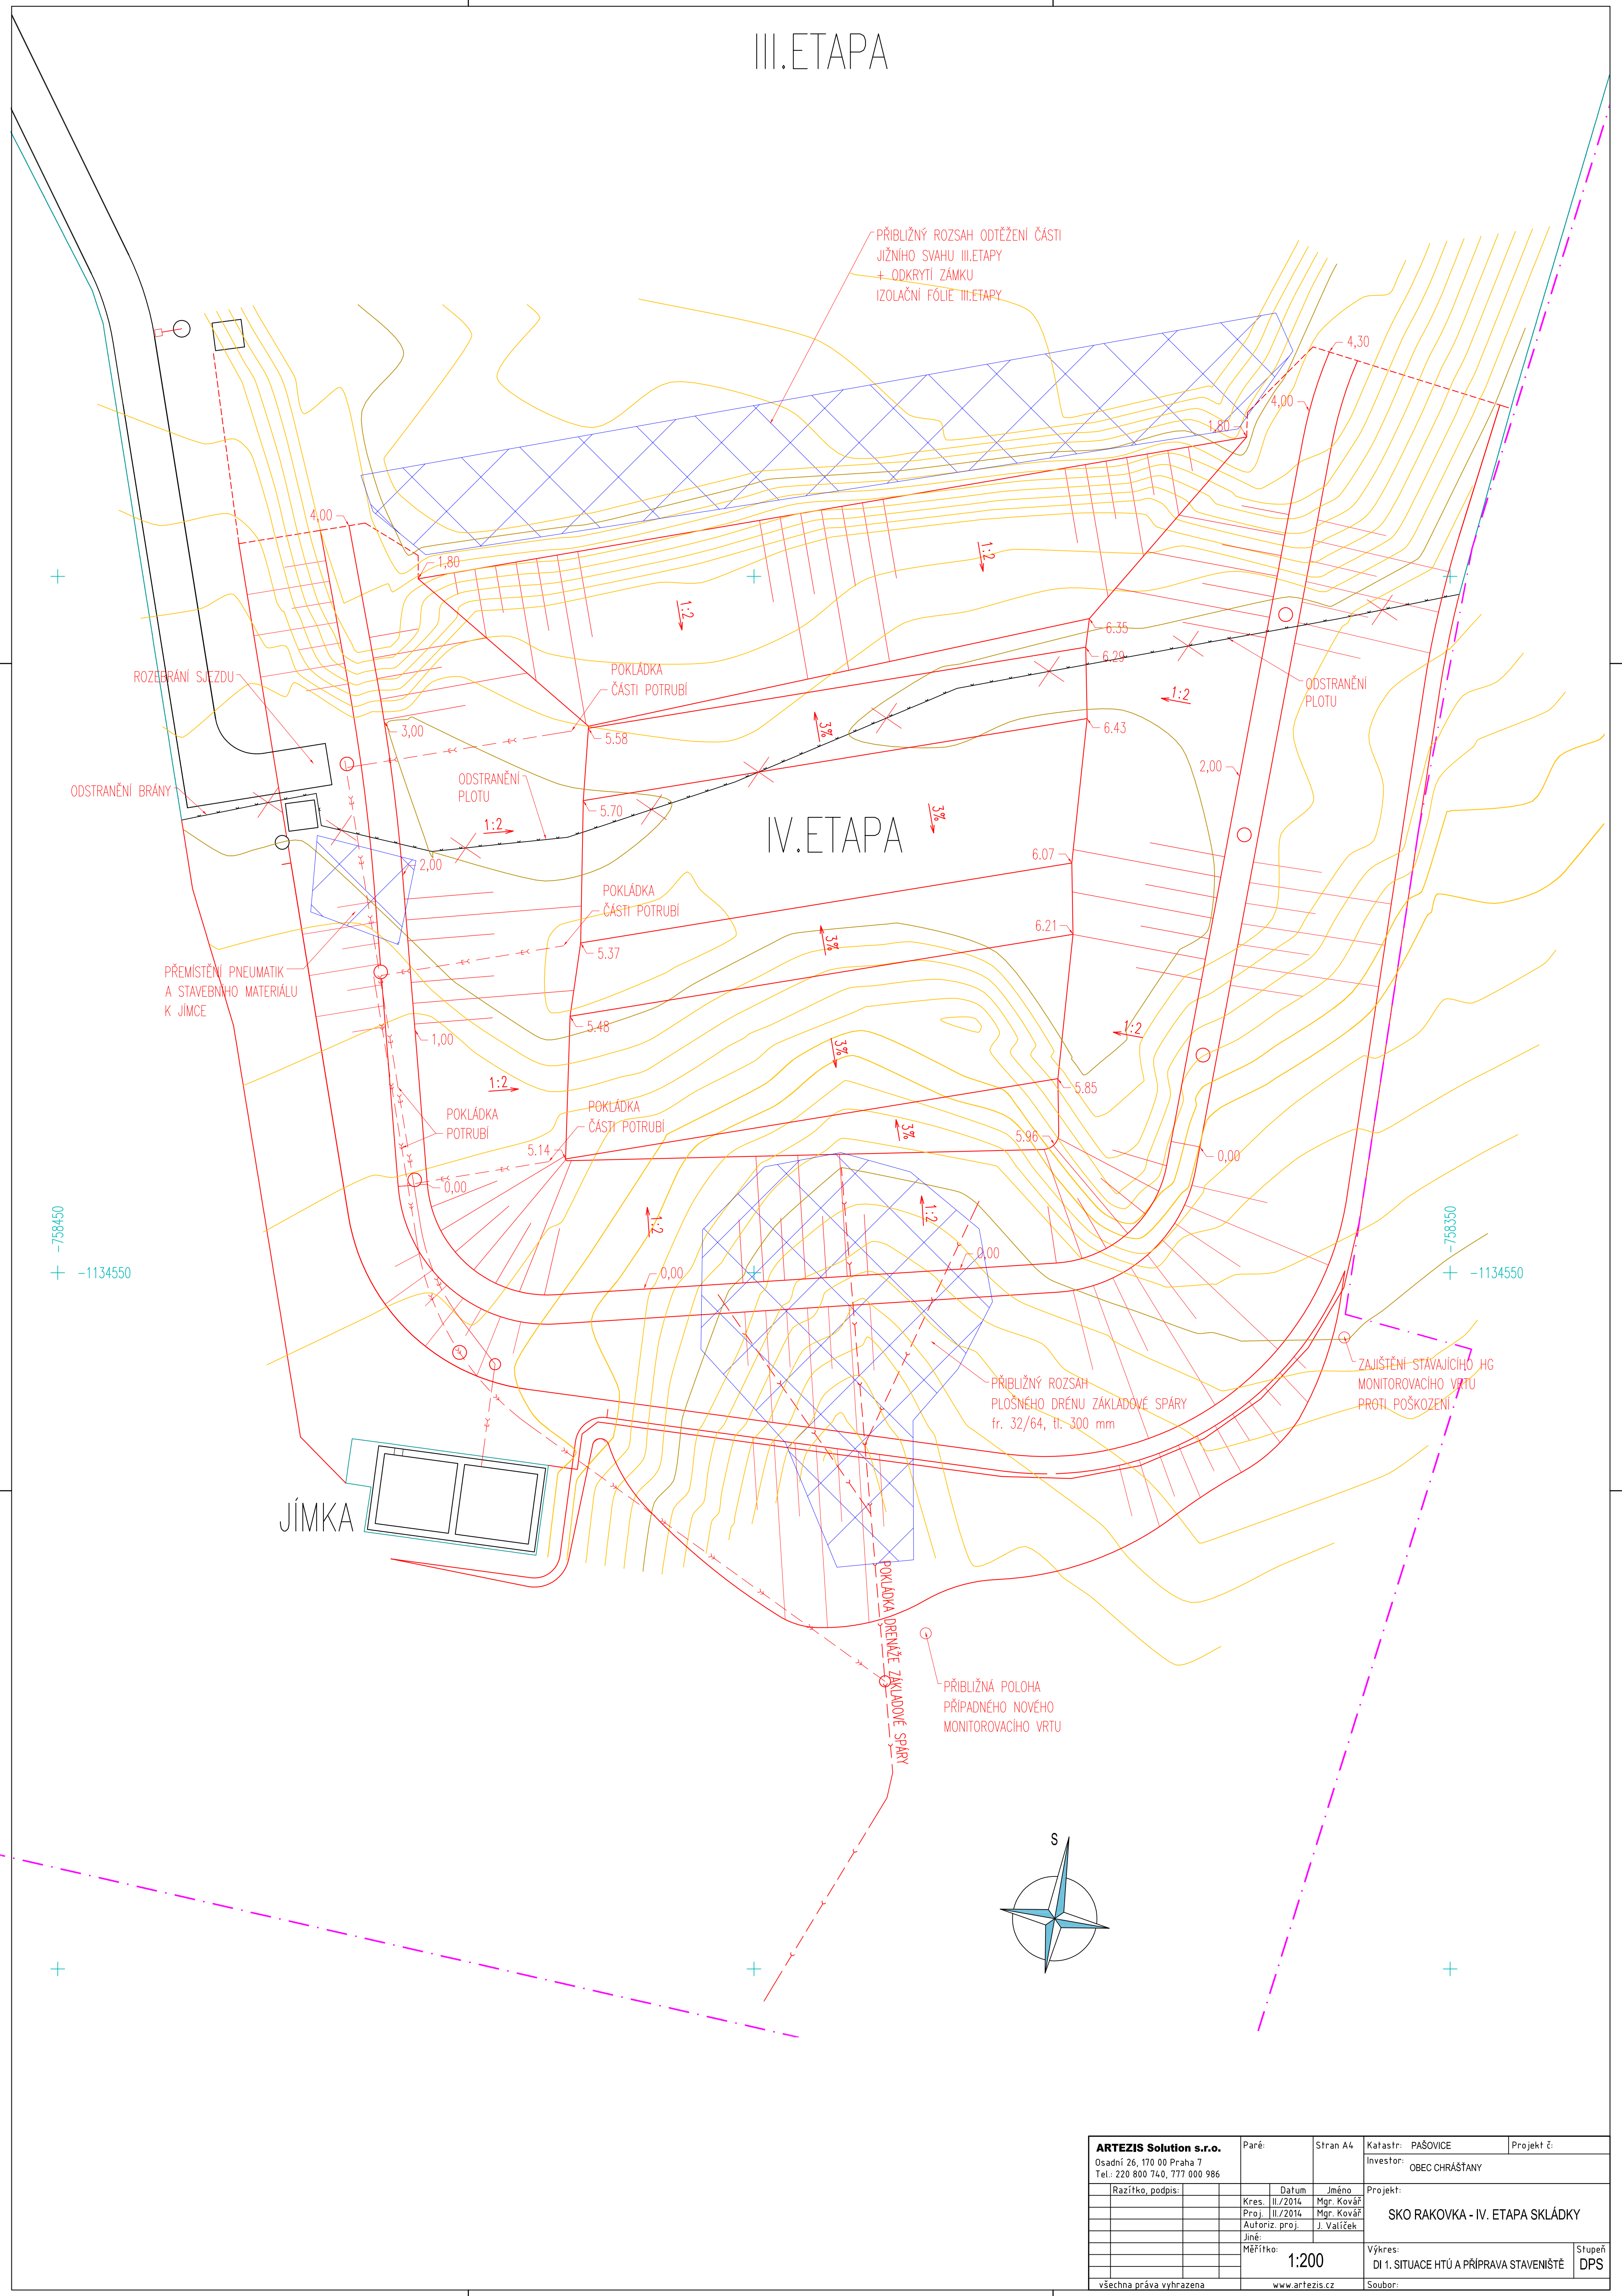 III.ETAPA
PŘIBLIŽNÝ ROZSAH ODTĚŽENÍ ČÁSTI
JIŽNÍHO SVAHU III.ETAPY
+ ODKRYTÍ ZÁMKU
IZOLAČNÍ FÓLIE III.ETAPY
4,30
4,00
1,80
4,00
1,80
1:2
1:2
6.35
6.29
POKLÁDKA
ČÁSTI POTRUBÍ
ROZEBRÁNÍ SJEZDU
ODSTRANĚNÍ
PLOTU
1:2
3,00
5.58
3%
6.43
2,00
ODSTRANĚNÍ BRÁNY
ODSTRANĚNÍ
PLOTU
5.70
3%
1:2
IV.ETAPA
6.07
2,00
POKLÁDKA
ČÁSTI POTRUBÍ
6.21
3%
5.37
PŘEMÍSTĚNÍ PNEUMATIK
A STAVEBNÍHO MATERIÁLU
K JÍMCE
5.48
1:2
1,00
3%
1:2
5.85
POKLÁDKA
POTRUBÍ
POKLÁDKA
ČÁSTI POTRUBÍ
3%
5.96
5.14
0,00
0,00
1:2
1:2
-758450
-758350
0,00
0,00
-1134550
-1134550
ZAJIŠTĚNÍ STÁVAJÍCÍHO HG
MONITOROVACÍHO VRTU
PROTI POŠKOZENÍ
PŘIBLIŽNÝ ROZSAH
PLOŠNÉHO DRÉNU ZÁKLADOVÉ SPÁRY
fr. 32/64, tl. 300 mm
JÍMKA
POKLÁDKA DRENÁŽE ZÁKLADOVÉ SPÁRY
PŘIBLIŽNÁ POLOHA
PŘÍPADNÉHO NOVÉHO
MONITOROVACÍHO VRTU
S
ARTEZIS Solution s.r.o.
Osadní 26, 170 00 Praha 7
Tel.: 220 800 740, 777 000 986
Paré:
Stran A4
Katastr: PAŠOVICE
Projekt č:
Investor: OBEC CHRÁŠŤANY
Razítko, podpis:
Datum
Jméno
Kres. II./2014 Mgr. Kovář
Proj. II./2014 Mgr. Kovář
Autoriz. proj. J. Valíček
Jiné:
Projekt:
SKO RAKOVKA - IV. ETAPA SKLÁDKY
Měřítko:
1:200
Výkres:
DI 1. SITUACE HTÚ A PŘÍPRAVA STAVENIŠTĚ
Stupeň
DPS
všechna práva vyhrazena
www.artezis.cz
Soubor: